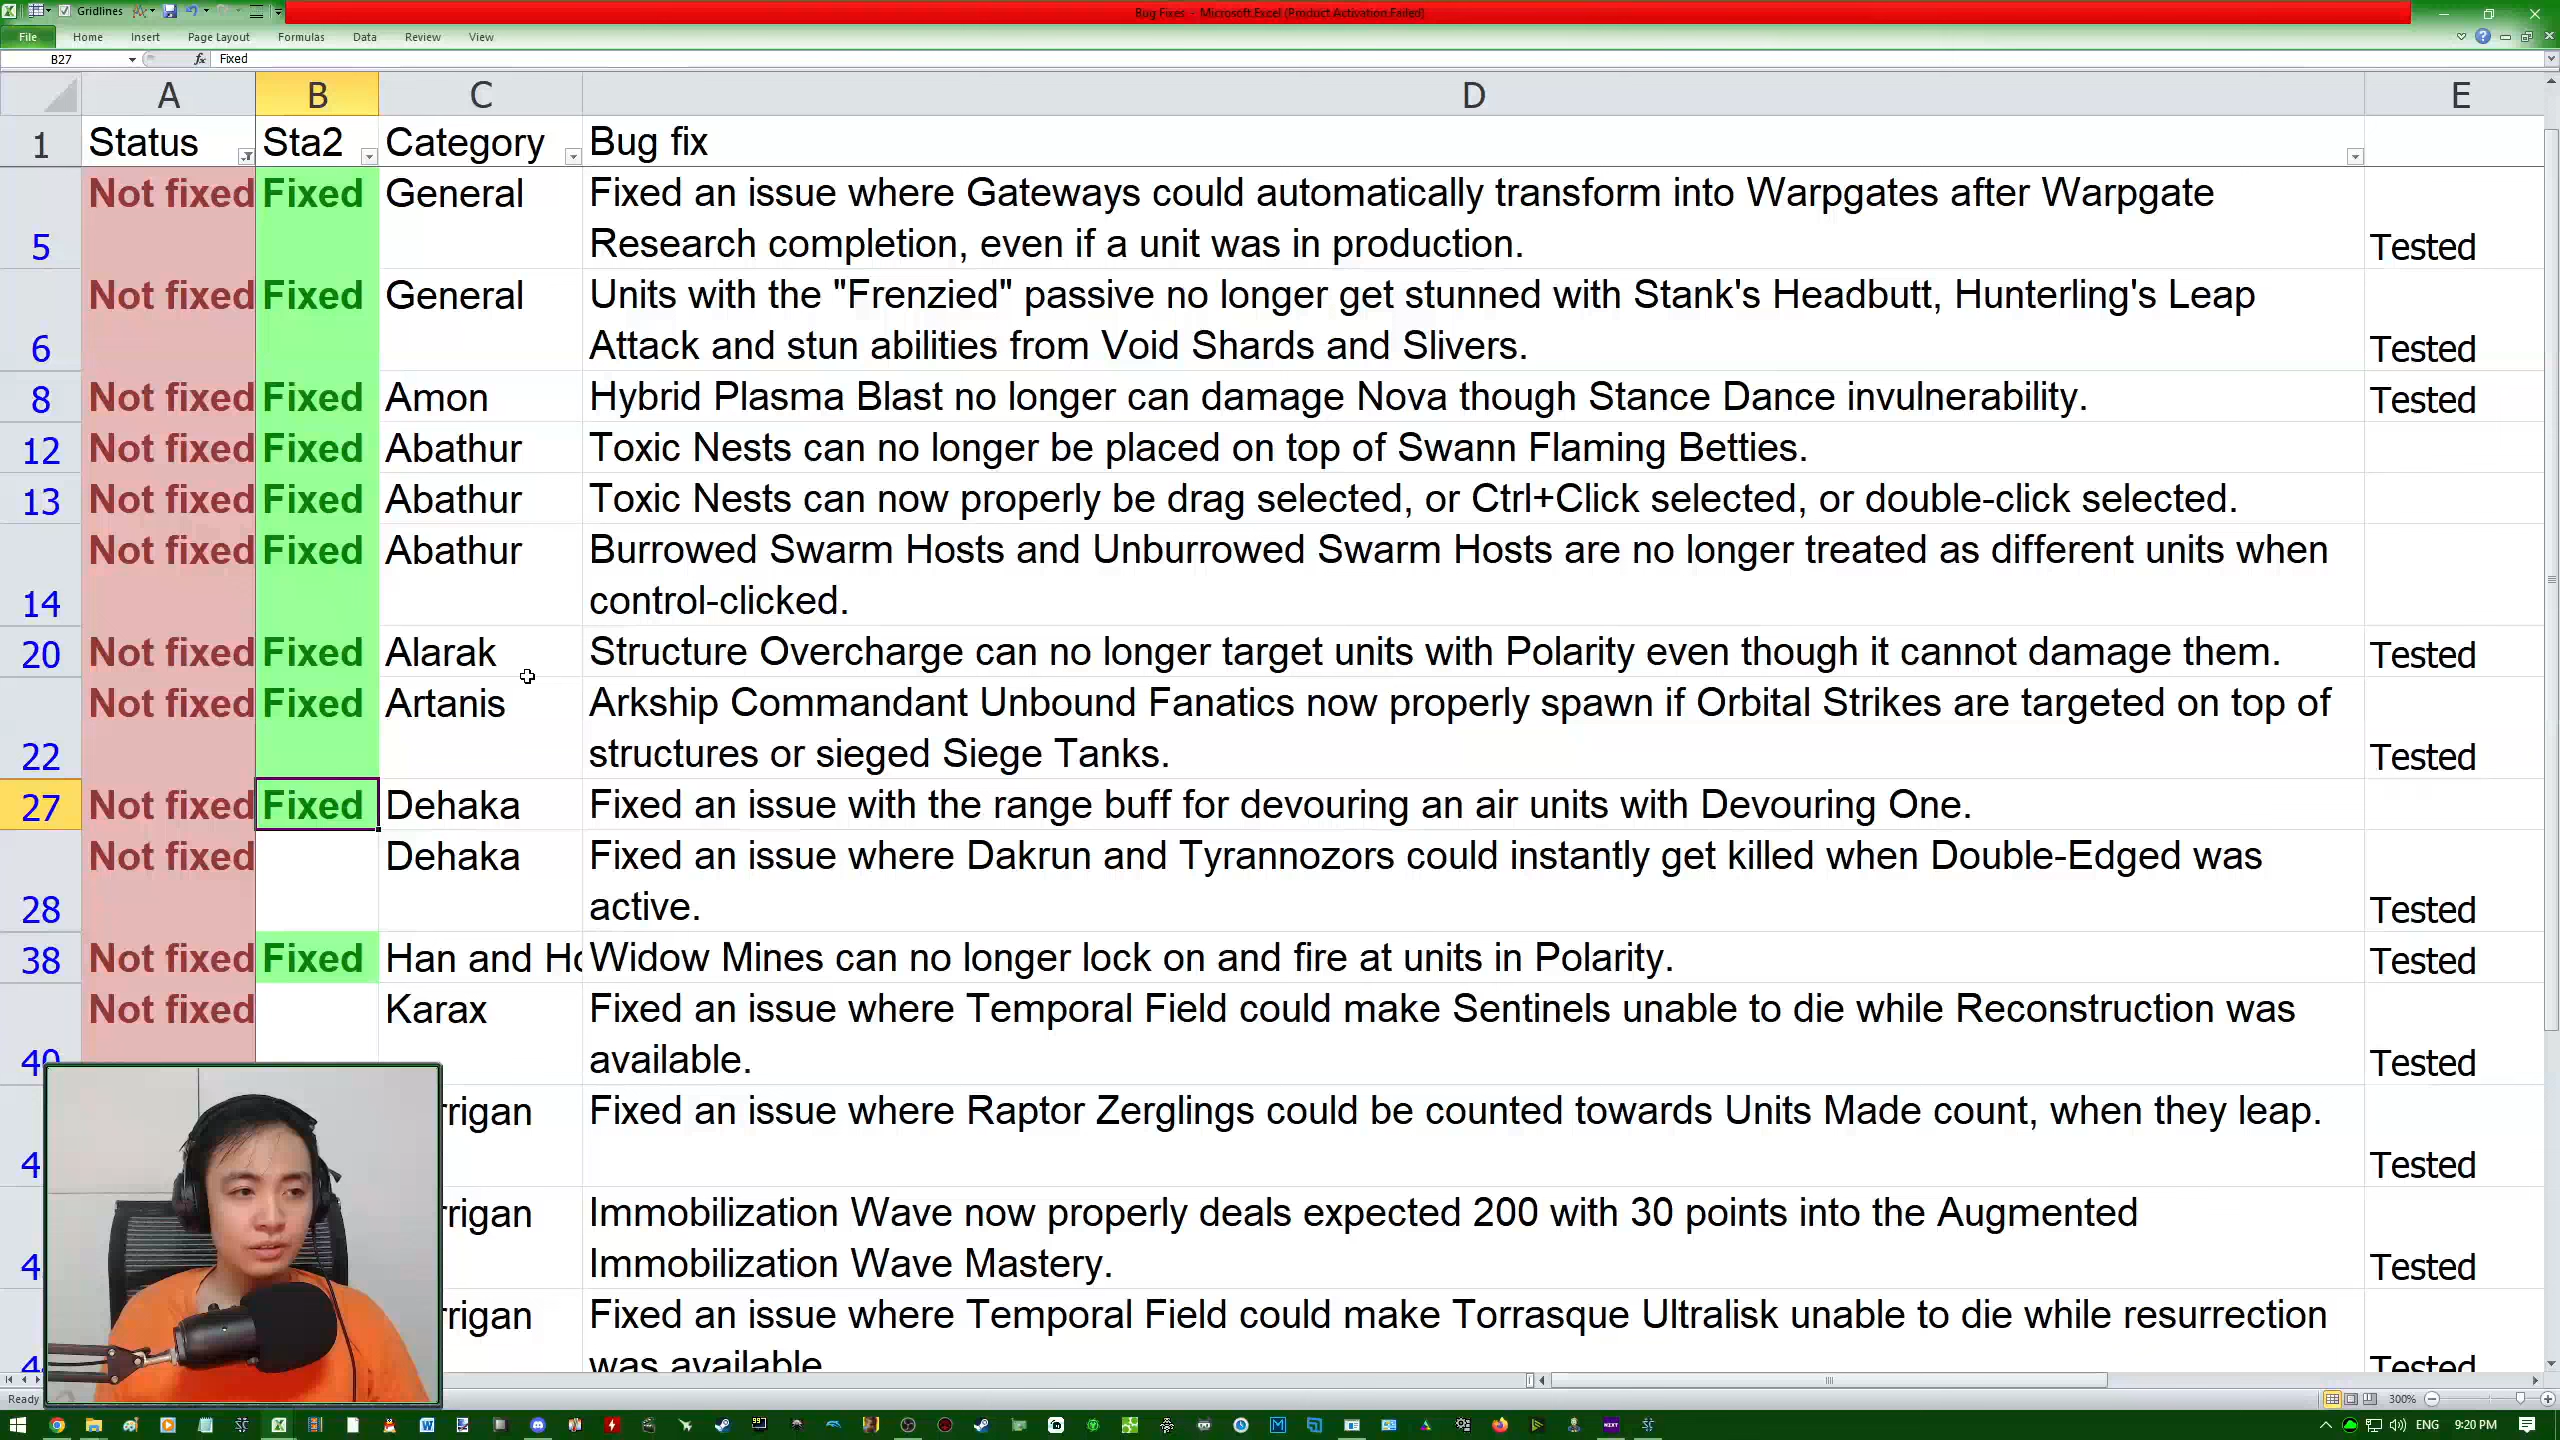 Gridlines
Bug Fixes - Microsoft Excel (Product Activation Failed)
File Home Insert Page Layout Formulas Data Review View
B27 fx Fixed
A B C D E
1 Status Sta2 Category Bug fix
5 Not fixed Fixed General Fixed an issue where Gateways could automatically transform into Warpgates after Warpgate
Research completion, even if a unit was in production. Tested
6 Not fixed Fixed General Units with the "Frenzied" passive no longer get stunned with Stank's Headbutt, Hunterling's Leap
Attack and stun abilities from Void Shards and Slivers. Tested
8 Not fixed Fixed Amon Hybrid Plasma Blast no longer can damage Nova though Stance Dance invulnerability. Tested
12 Not fixed Fixed Abathur Toxic Nests can no longer be placed on top of Swann Flaming Betties.
13 Not fixed Fixed Abathur Toxic Nests can now properly be drag selected, or Ctrl+Click selected, or double-click selected.
14 Not fixed Fixed Abathur Burrowed Swarm Hosts and Unburrowed Swarm Hosts are no longer treated as different units when
control-clicked.
20 Not fixed Fixed Alarak Structure Overcharge can no longer target units with Polarity even though it cannot damage them. Tested
22 Not fixed Fixed Artanis Arkship Commandant Unbound Fanatics now properly spawn if Orbital Strikes are targeted on top of
structures or sieged Siege Tanks. Tested
27 Not fixed Fixed Dehaka Fixed an issue with the range buff for devouring an air units with Devouring One.
28 Not fixed Dehaka Fixed an issue where Dakrun and Tyrannozors could instantly get killed when Double-Edged was
active. Tested
38 Not fixed Fixed Han and Ho Widow Mines can no longer lock on and fire at units in Polarity. Tested
40 Not fixed Karax Fixed an issue where Temporal Field could make Sentinels unable to die while Reconstruction was
available. Tested
4 rrigan Fixed an issue where Raptor Zerglings could be counted towards Units Made count, when they leap.
Tested
4 rrigan Immobilization Wave now properly deals expected 200 with 30 points into the Augmented
Immobilization Wave Mastery. Tested
4 rrigan Fixed an issue where Temporal Field could make Torrasque Ultralisk unable to die while resurrection
was available Tested
Ready 300%
ENG 9:20 PM